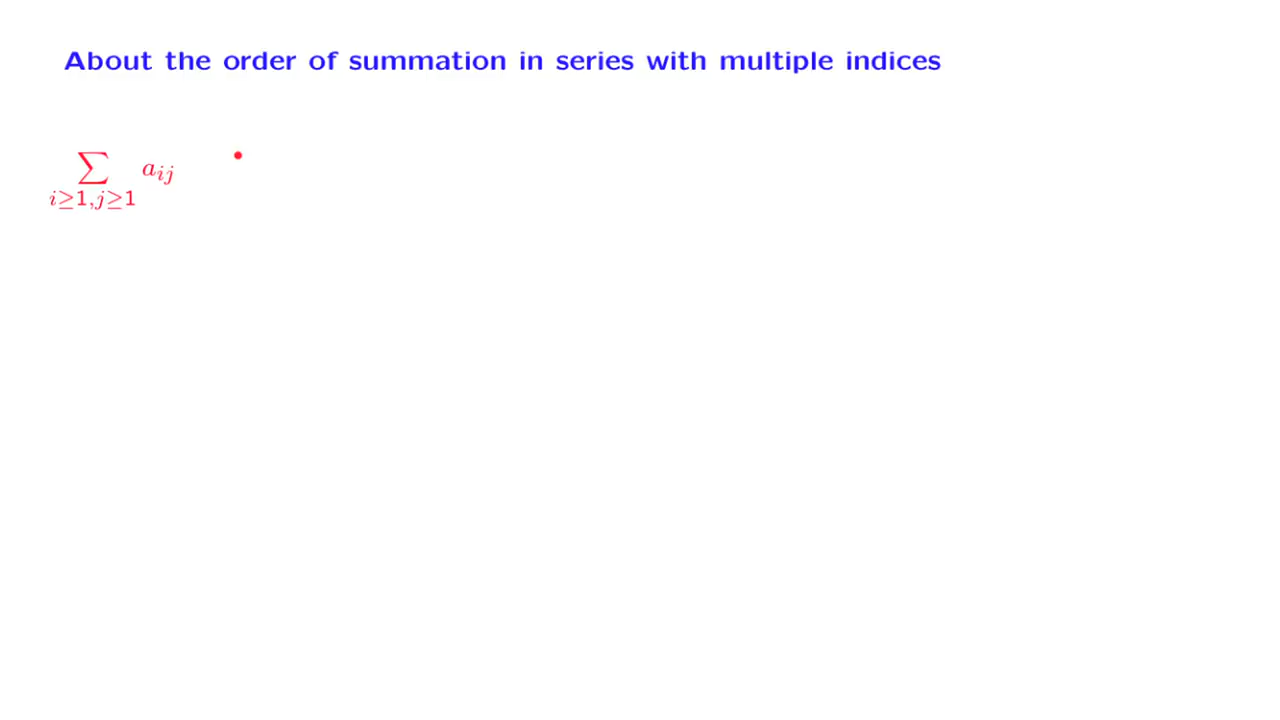 About the order of summation in series with multiple indices
∑ a_{ij}
i≥1,j≥1